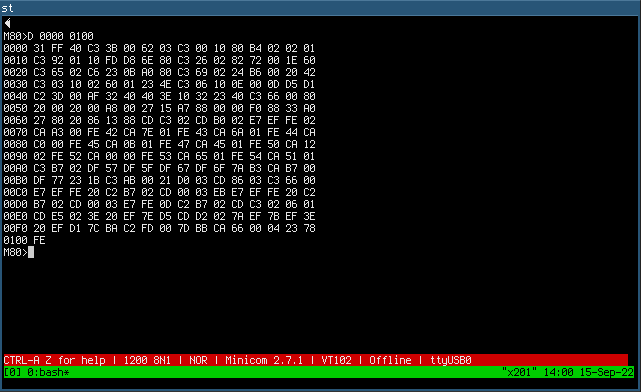 st
M80>D 0000 0100
0000 31 FF 40 C3 3B 00 62 03 C3 00 10 80 B4 02 02 01
0010 C3 92 01 10 FD D8 6E 80 C3 26 02 82 72 00 1E 60
0020 C3 65 02 C6 23 0B A0 80 C3 69 02 24 B6 00 20 42
0030 C3 03 10 02 60 01 23 4E C3 06 10 0E 00 0D D5 D1
0040 C2 3D 00 AF 32 40 40 3E 10 32 23 40 C3 66 00 80
0050 20 00 20 00 A8 00 27 15 A7 88 00 00 F0 88 33 A0
0060 27 80 20 86 13 88 CD C3 02 CD B0 02 E7 EF FE 02
0070 CA A3 00 FE 42 CA 7E 01 FE 43 CA 6A 01 FE 44 CA
0080 C0 00 FE 45 CA 0B 01 FE 47 CA 45 01 FE 50 CA 12
0090 02 FE 52 CA 00 00 FE 53 CA 65 01 FE 54 CA 51 01
00A0 C3 B7 02 DF 57 DF 5F DF 67 DF 6F 7A B3 CA B7 00
00B0 DF 77 23 1B C3 AB 00 21 D0 03 CD 86 03 C3 66 00
00C0 E7 EF FE 20 C2 B7 02 CD 00 03 EB E7 EF FE 20 C2
00D0 B7 02 CD 00 03 E7 FE 0D C2 B7 02 CD C3 02 06 01
00E0 CD E5 02 3E 20 EF 7E D5 CD D2 02 7A EF 7B EF 3E
00F0 20 EF D1 7C BA C2 FD 00 7D BB CA 66 00 04 23 78
0100 FE
M80>
CTRL-A Z for help | 1200 8N1 | NOR | Minicom 2.7.1 | VT102 | Offline | ttyUSB0
[0] 0:bash* "x201" 14:00 15-Sep-22